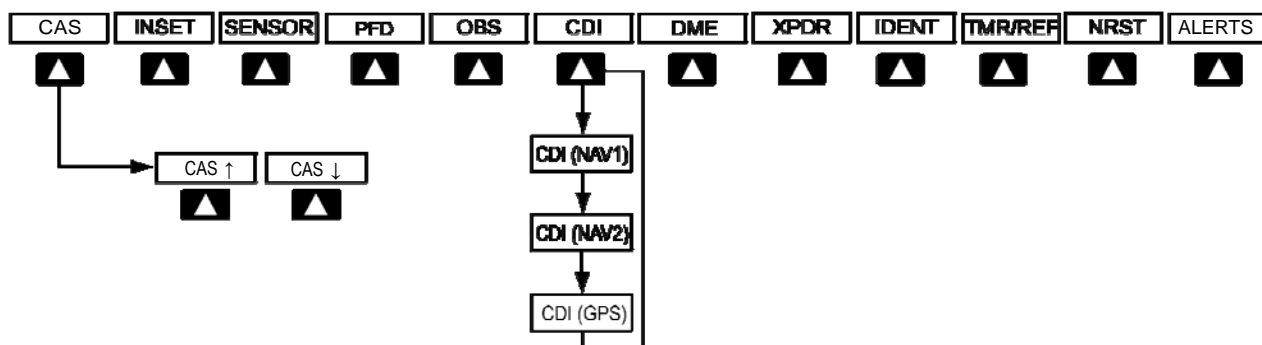 CAS INSET SENSOR PFD OBS CDI DME XPDR IDENT TMR/REF NRST ALERTS
CDI (NAV1)
CAS ↑ CAS ↓
CDI (NAV2)
CDI (GPS)